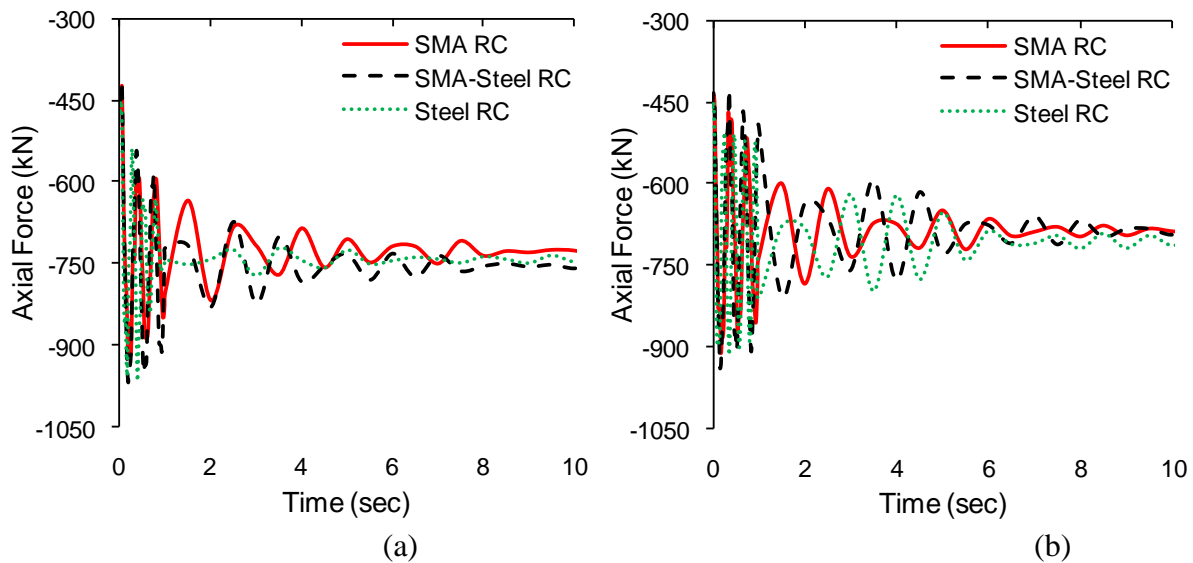 -300
-450
-600
-750
-900
-1050
Axial Force (kN)
SMA RC
SMA-Steel RC
Steel RC
0 2 4 6 8 10
Time (sec)
(a)
-300
-450
-600
-750
-900
-1050
Axial Force (kN)
SMA RC
SMA-Steel RC
Steel RC
0 2 4 6 8 10
Time (sec)
(b)